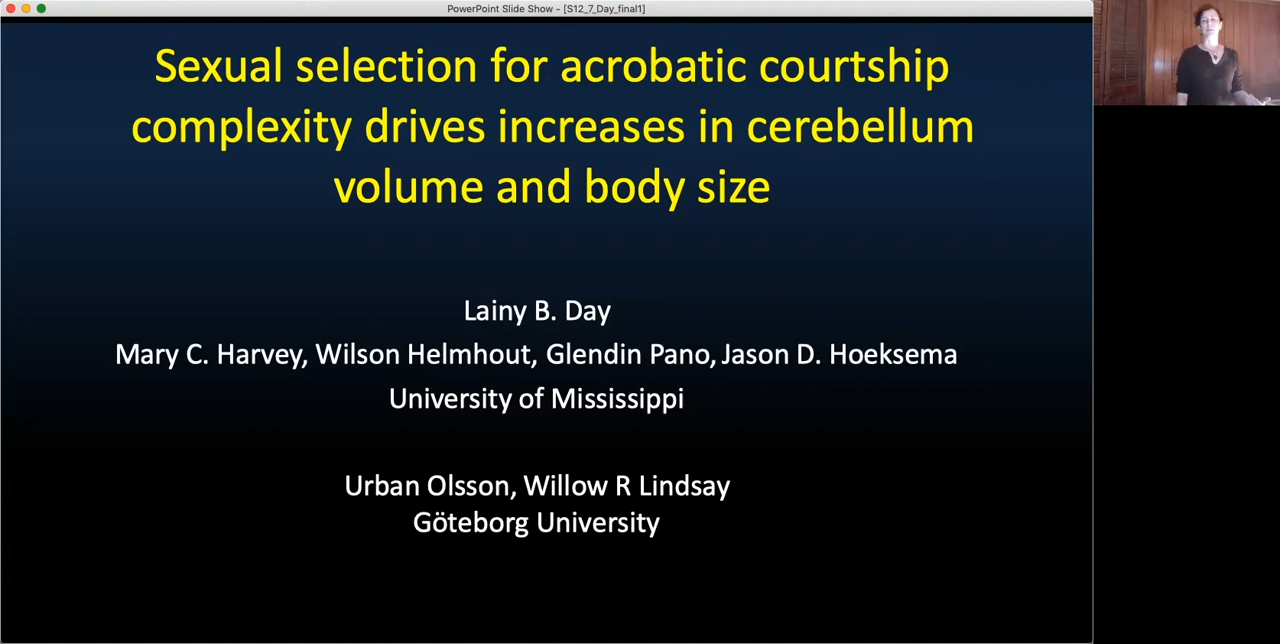 PowerPoint Slide Show - [S12_7_Day_final1]
Sexual selection for acrobatic courtship
complexity drives increases in cerebellum
volume and body size
Lainy B. Day
Mary C. Harvey, Wilson Helmhout, Glendin Pano, Jason D. Hoeksema
University of Mississippi
Urban Olsson, Willow R Lindsay
Göteborg University